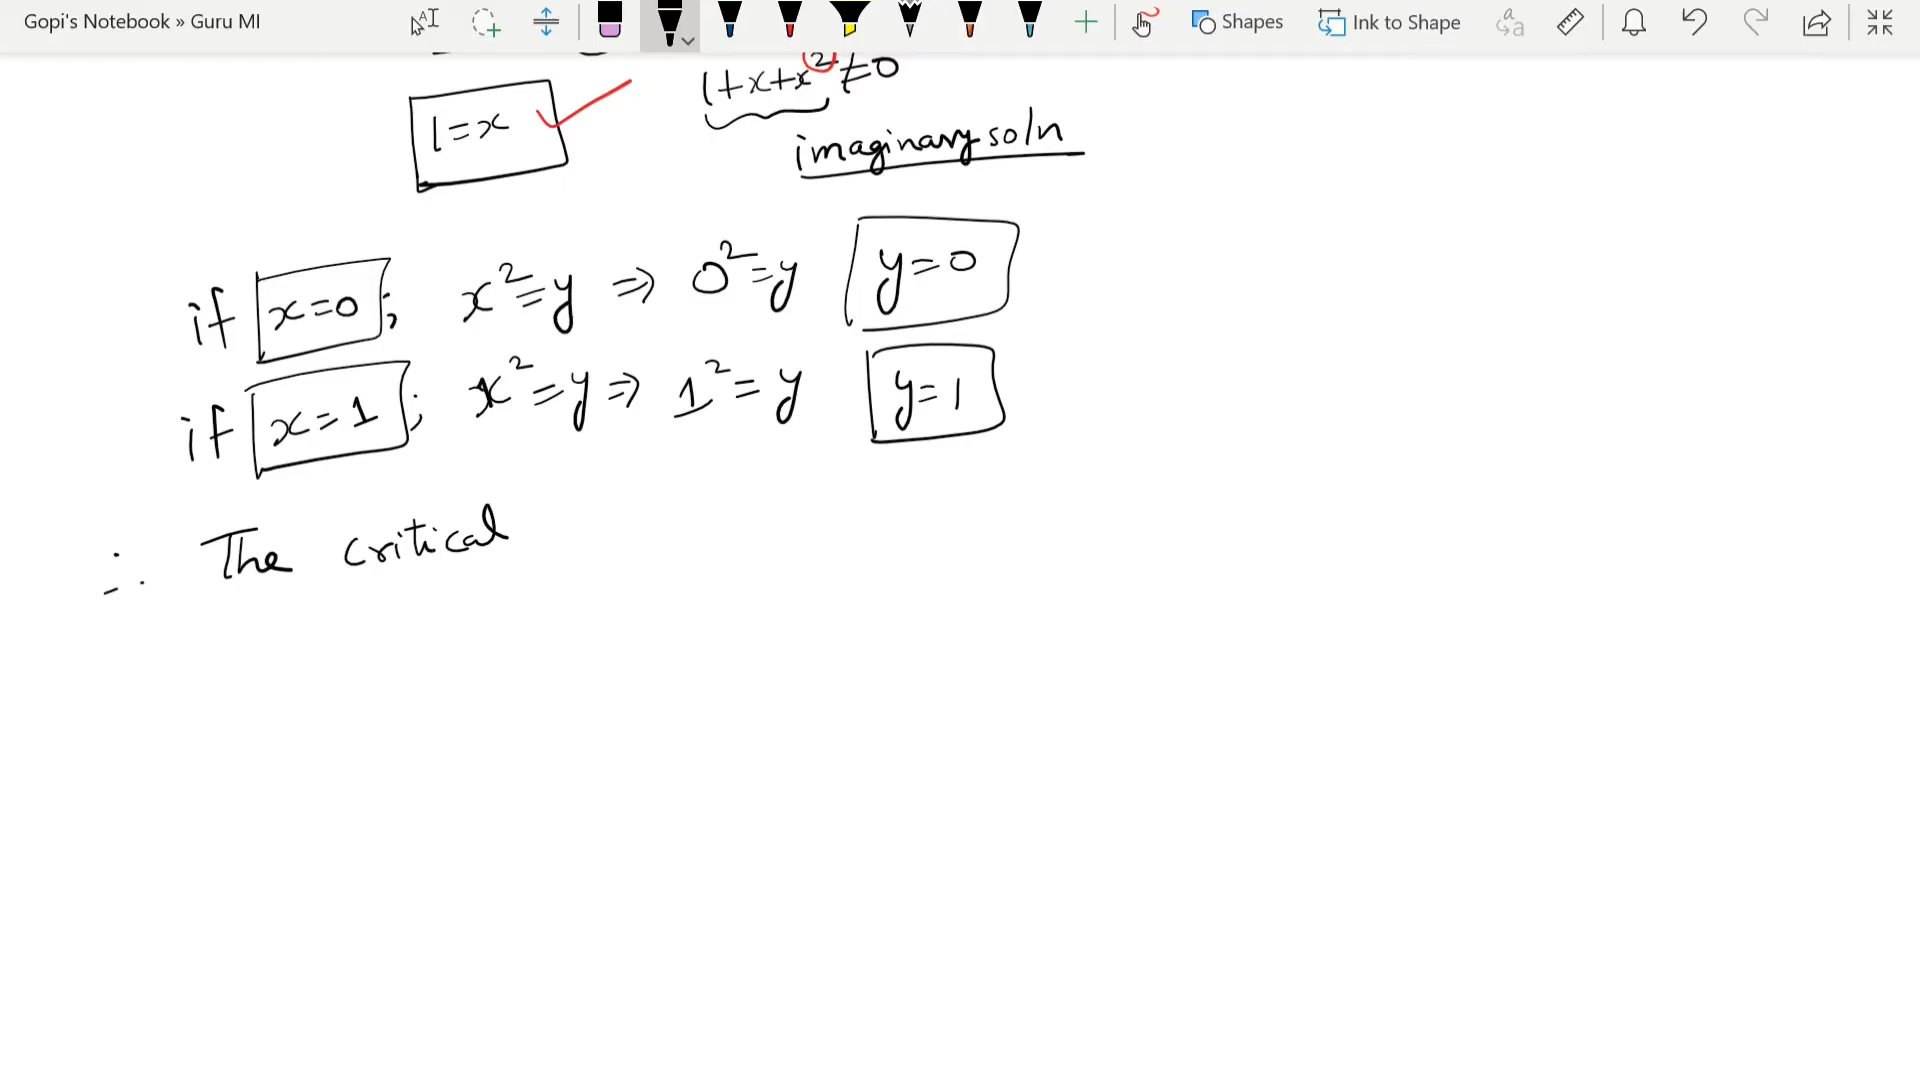 Gopi's Notebook » Guru MI
Shapes
Ink to Shape
1+x+x² ≠0
1=x
imaginary soln
if x=0; x²=y ⇒ 0²=y y=0
if x=1; x²=y ⇒ 1²=y y=1
∴ The critical